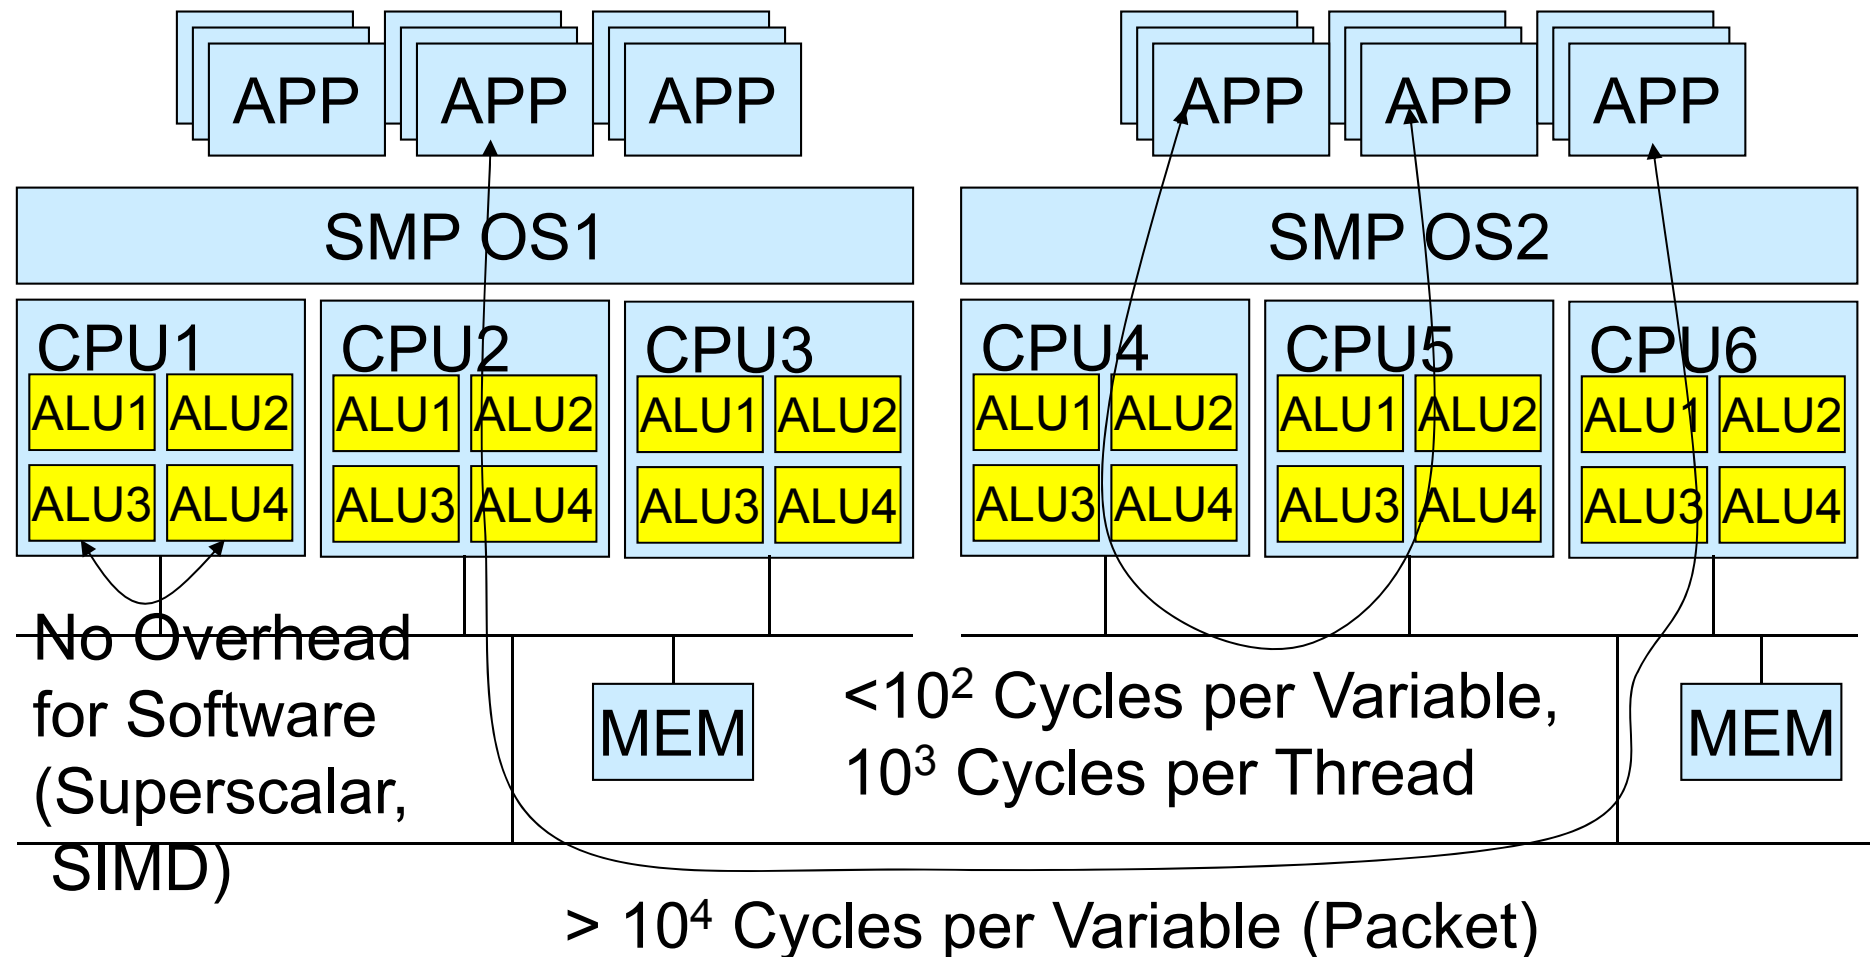 APP APP APP APP APP APP
SMP OS1 SMP OS2
CPU1 CPU2 CPU3 CPU4 CPU5 CPU6
ALU1 ALU2 ALU1 ALU2 ALU1 ALU2 ALU1 ALU2 ALU1 ALU2 ALU1 ALU2
ALU3 ALU4 ALU3 ALU4 ALU3 ALU4 ALU3 ALU4 ALU3 ALU4 ALU3 ALU4
No Overhead
for Software
(Superscalar,
SIMD)
MEM
<10² Cycles per Variable,
10³ Cycles per Thread
MEM
> 10⁴ Cycles per Variable (Packet)